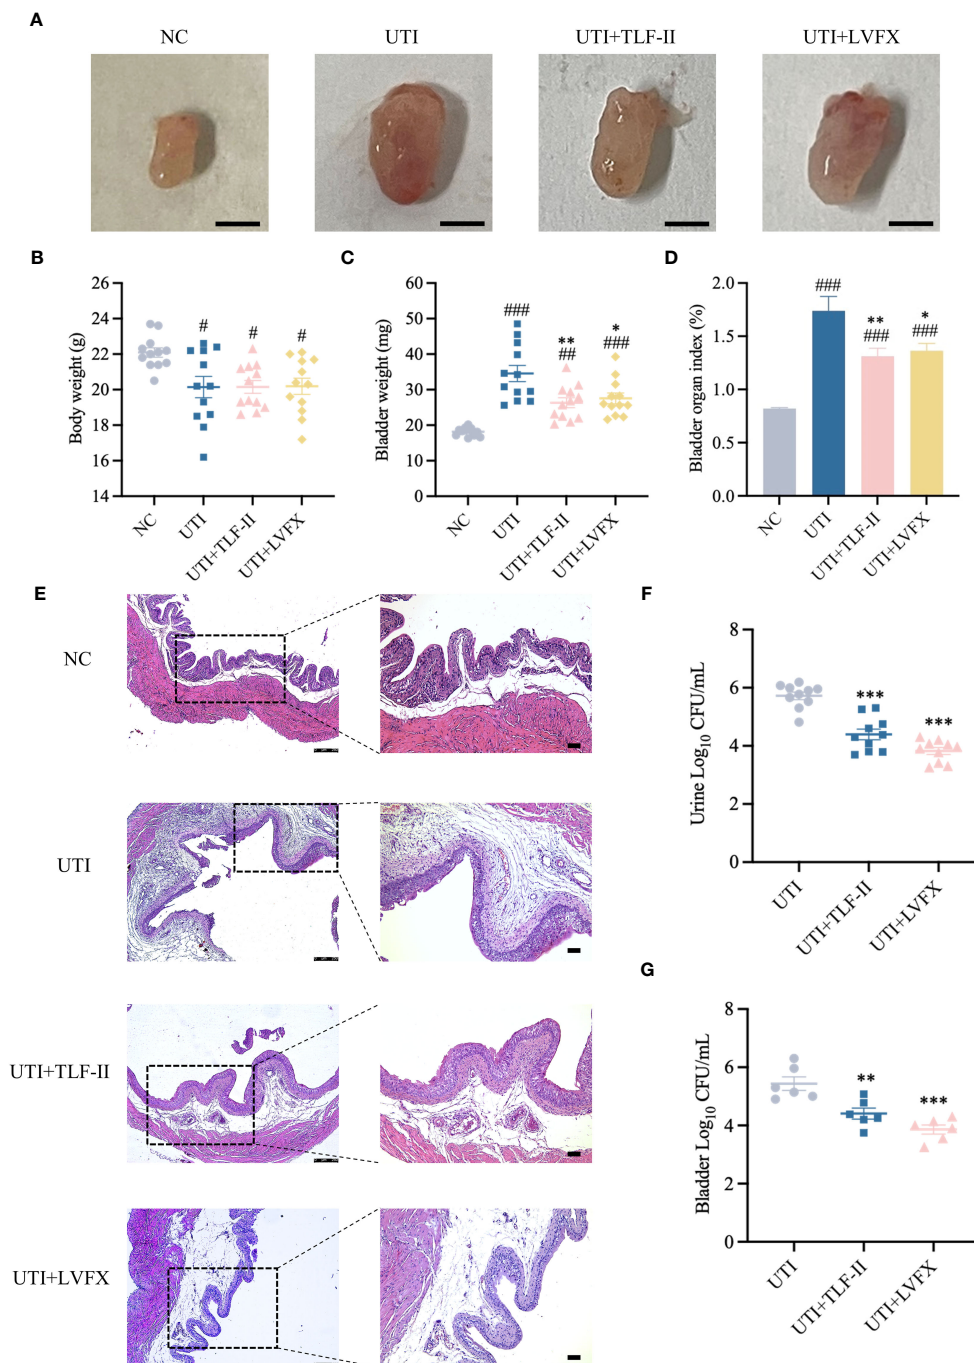 A
NC
UTI
UTI+TLF-II
UTI+LVFX
B
Body weight (g)
26
24
22
20
18
16
14
#
#
#
NC
UTI
UTI+TLF-II
UTI+LVFX
C
Bladder weight (mg)
60
50
40
30
20
10
0
###
**
##
*
###
NC
UTI
UTI+TLF-II
UTI+LVFX
D
Bladder organ index (%)
2.0
1.5
1.0
0.5
0.0
###
**
###
*
###
NC
UTI
UTI+TLF-II
UTI+LVFX
E
NC
UTI
UTI+TLF-II
UTI+LVFX
F
Urine Log10 CFU/mL
8
6
4
2
0
***
***
UTI
UTI+TLF-II
UTI+LVFX
G
Bladder Log10 CFU/mL
8
6
4
2
0
**
***
UTI
UTI+TLF-II
UTI+LVFX